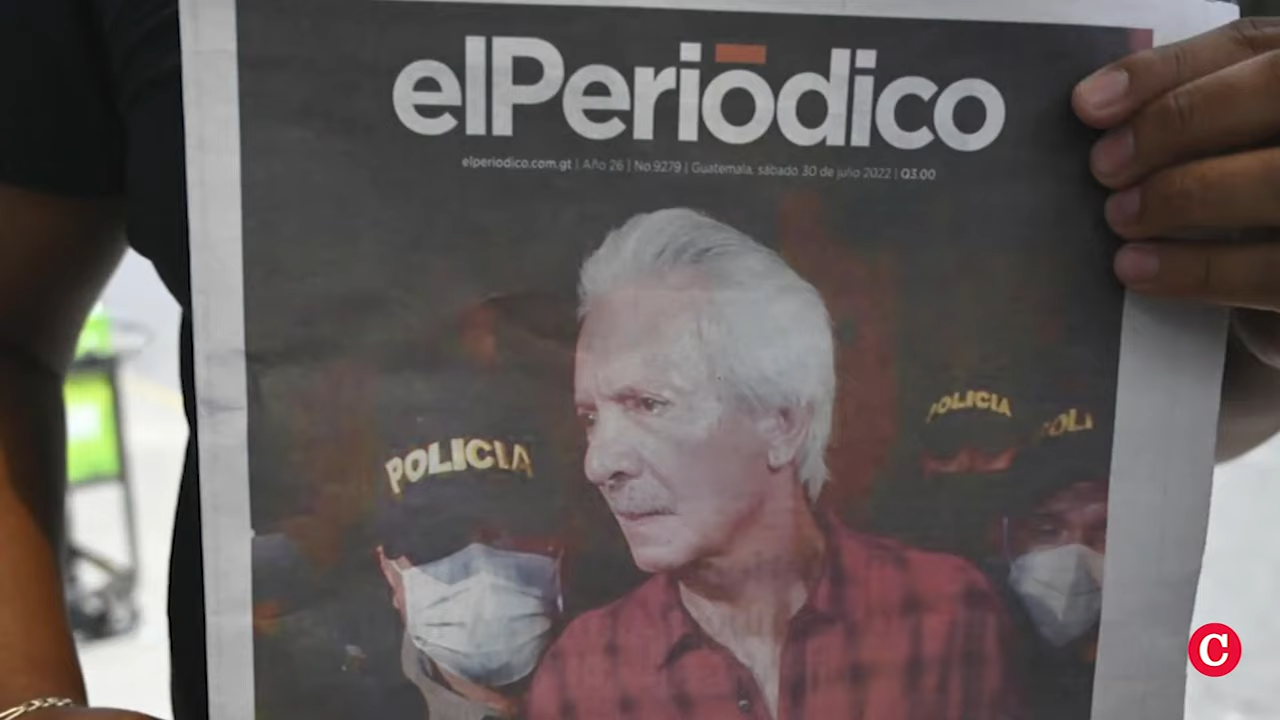 elPeriódico
elperiodico.com.gt | Año 26 | No.9279 | Guatemala, sábado 30 de julio 2022 | Q3.00
POLICIA
POLICIA
POLI
C